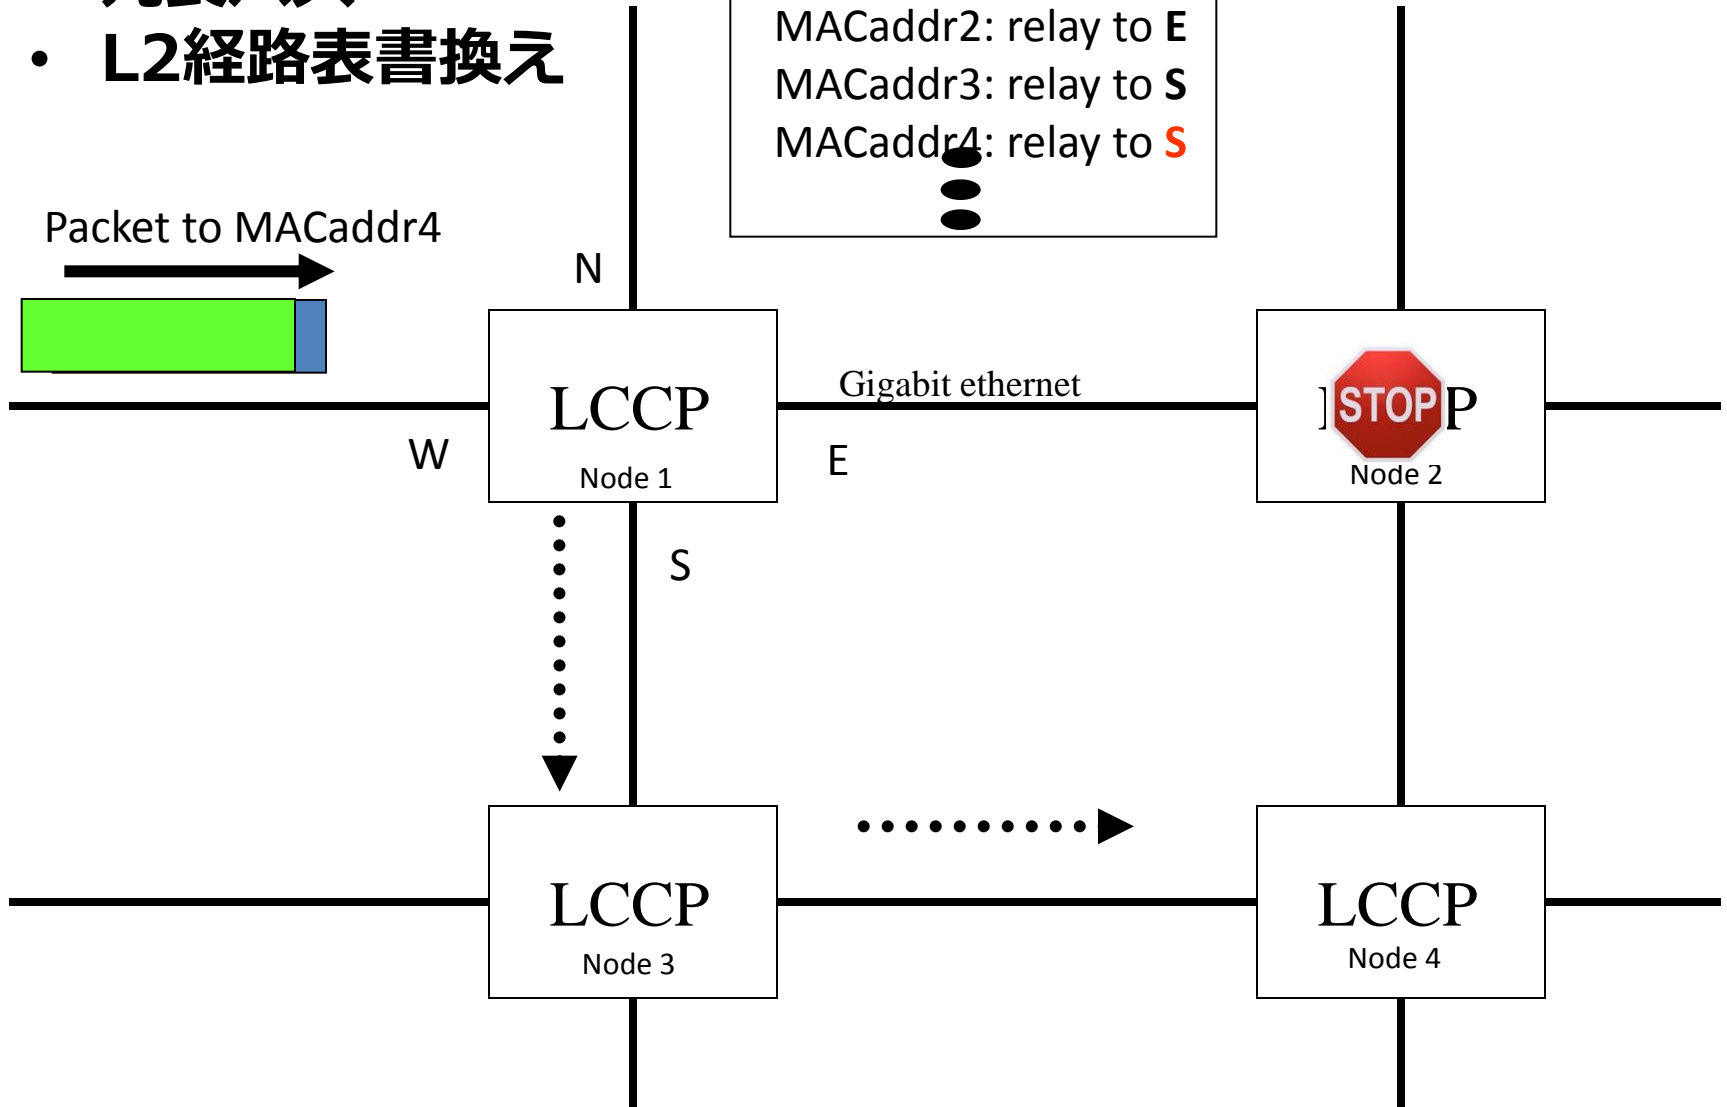 • L2経路表書換え
MACaddr2: relay to E
MACaddr3: relay to S
MACaddr4: relay to S
Packet to MACaddr4
N
LCCP
Node 1
Gigabit ethernet
STOP
P
Node 2
W
E
S
LCCP
Node 3
LCCP
Node 4